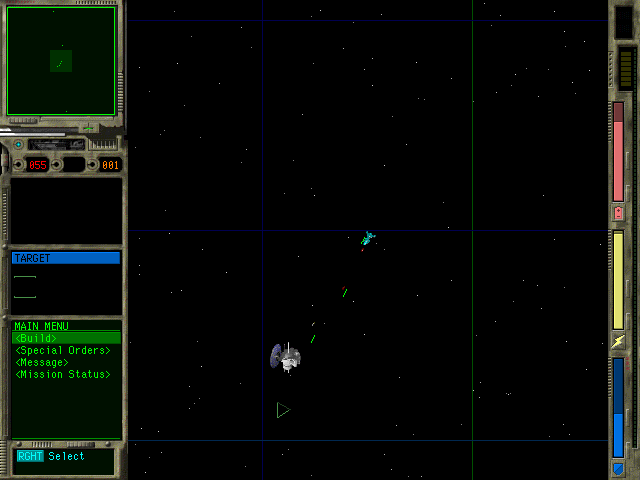 055 001
TARGET
MAIN MENU
<Build>
<Special Orders>
<Message>
<Mission Status>
RGHT Select